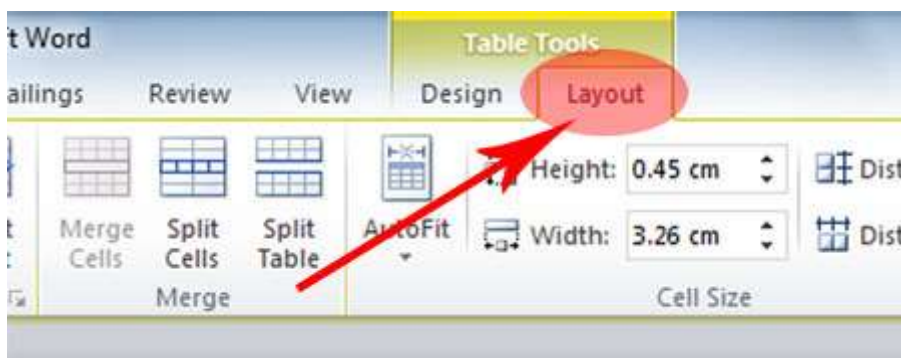 t Word
Table Tools
ailings Review View Design Layout
Height: 0.45 cm Dist
t Merge Split Split AutoFit Width: 3.26 cm Dist
Cells Cells Table
Merge Cell Size